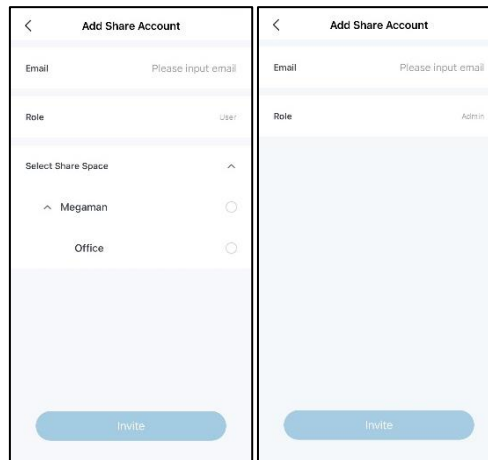 Add Share Account
Email Please input email
Role User
Select Share Space
Megaman
Office
Invite
Add Share Account
Email Please input email
Role Admin
Invite